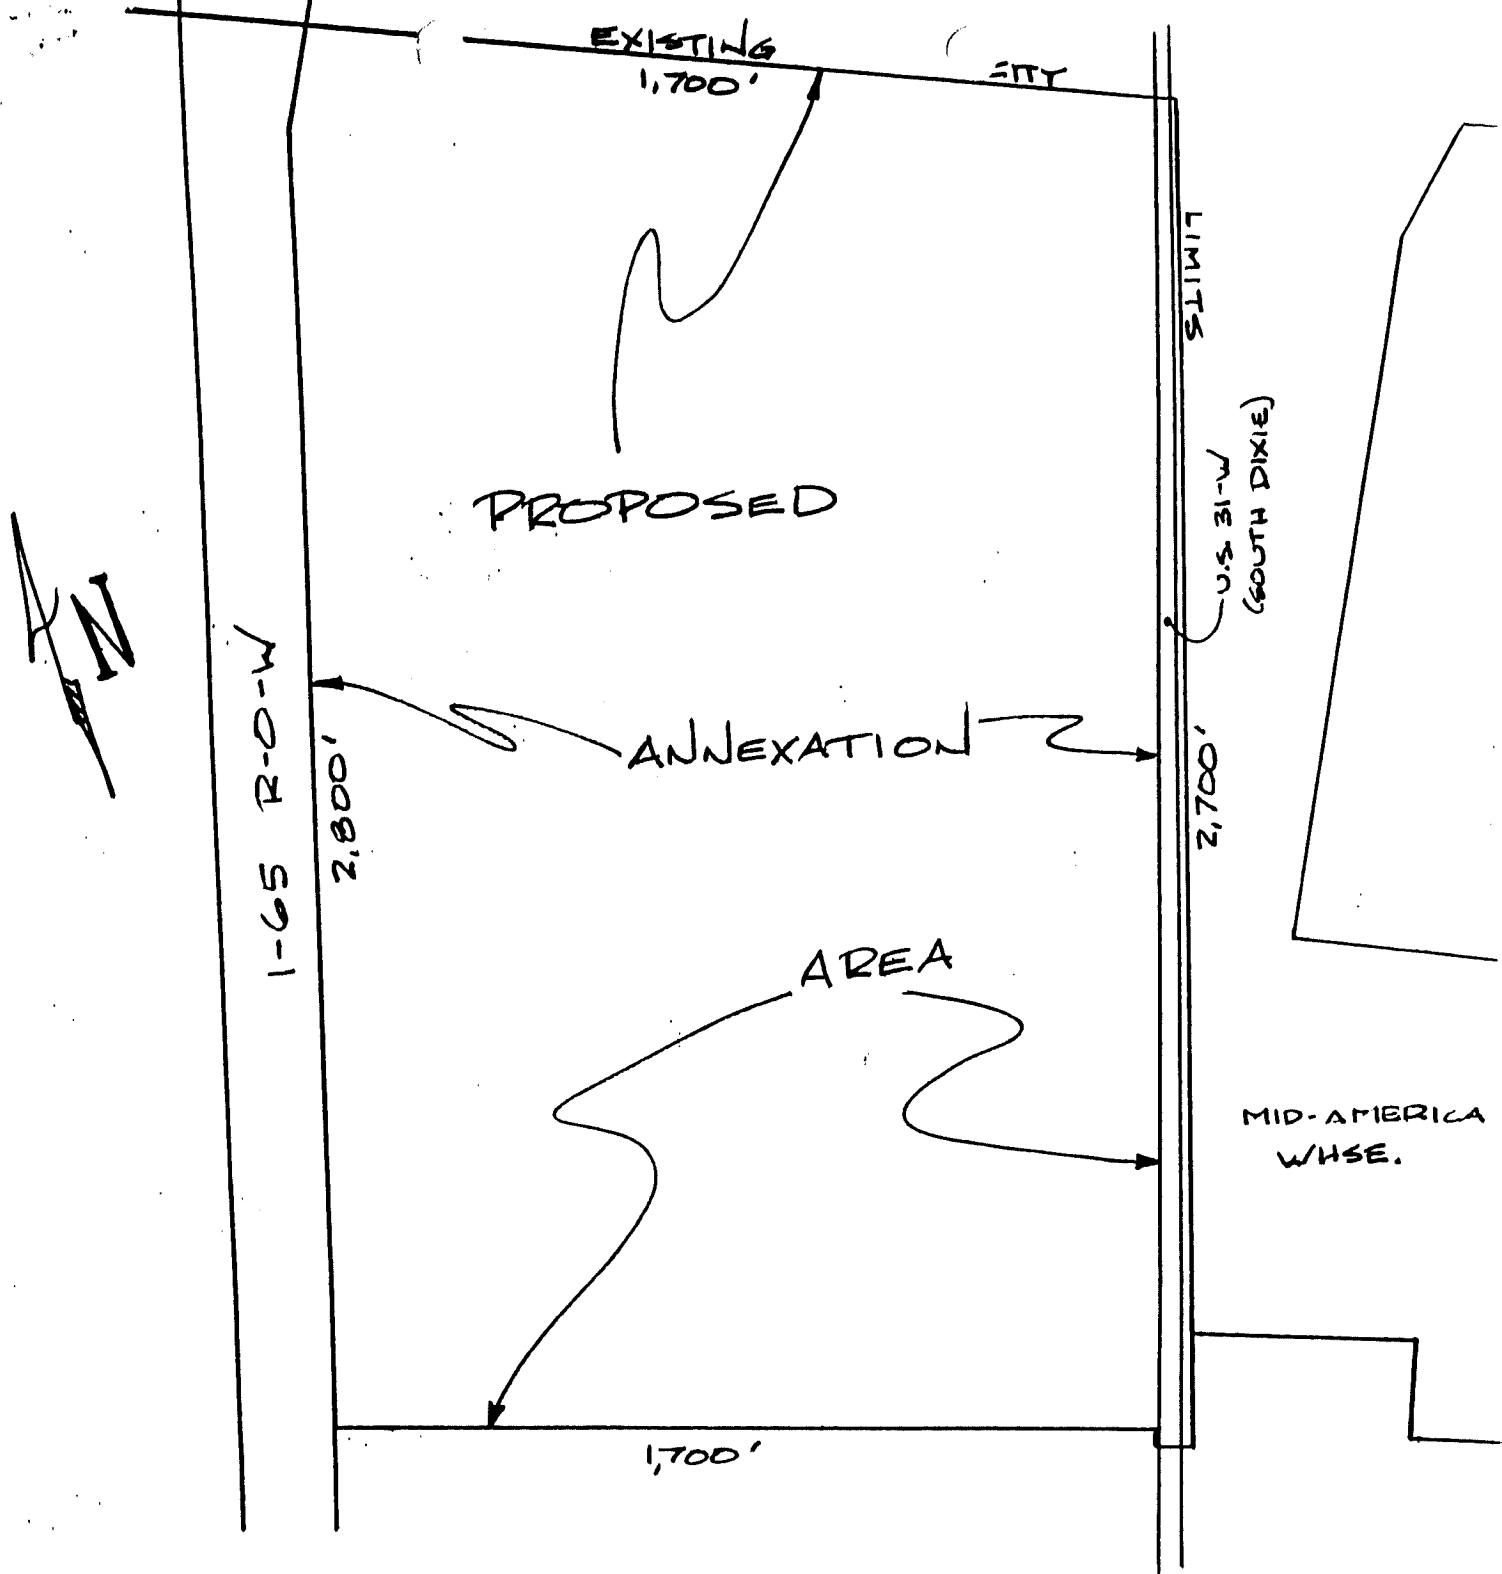 EXISTING
1,700'
CITY
LIMITS
PROPOSED
U.S. 31-W
(SOUTH DIXIE)
N
I-65 R-O-W
2,800'
ANNEXATION
2,700'
AREA
MID-AMERICA
WHSE.
1,700'